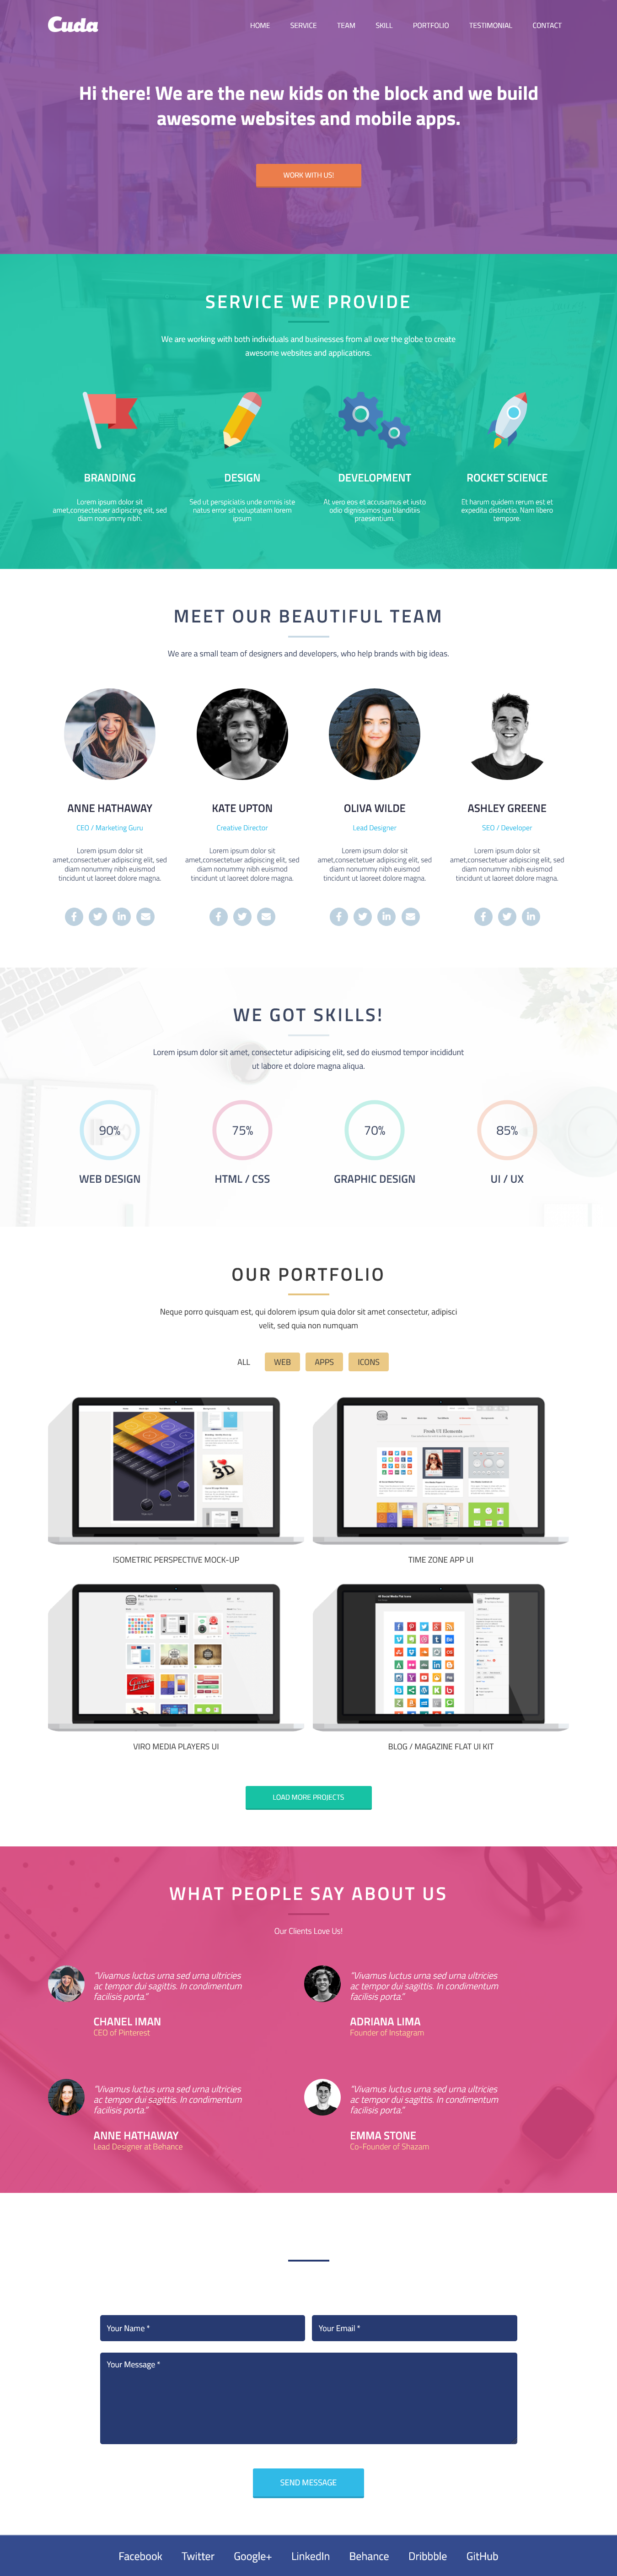 Cuda
HOME SERVICE TEAM SKILL PORTFOLIO TESTIMONIAL CONTACT
Hi there! We are the new kids on the block and we build
awesome websites and mobile apps.
WORK WITH US!
SERVICE WE PROVIDE
We are working with both individuals and businesses from all over the globe to create
awesome websites and applications.
BRANDING
Lorem ipsum dolor sit
amet,consectetuer adipiscing elit, sed
diam nonummy nibh.
DESIGN
Sed ut perspiciatis unde omnis iste
natus error sit voluptatem lorem
ipsum
DEVELOPMENT
At vero eos et accusamus et iusto
odio dignissimos qui blanditiis
praesentium.
ROCKET SCIENCE
Et harum quidem rerum est et
expedita distinctio. Nam libero
tempore.
MEET OUR BEAUTIFUL TEAM
We are a small team of designers and developers, who help brands with big ideas.
ANNE HATHAWAY
CEO / Marketing Guru
Lorem ipsum dolor sit
amet,consectetuer adipiscing elit, sed
diam nonummy nibh euismod
tincidunt ut laoreet dolore magna.
KATE UPTON
Creative Director
Lorem ipsum dolor sit
amet,consectetuer adipiscing elit, sed
diam nonummy nibh euismod
tincidunt ut laoreet dolore magna.
OLIVA WILDE
Lead Designer
Lorem ipsum dolor sit
amet,consectetuer adipiscing elit, sed
diam nonummy nibh euismod
tincidunt ut laoreet dolore magna.
ASHLEY GREENE
SEO / Developer
Lorem ipsum dolor sit
amet,consectetuer adipiscing elit, sed
diam nonummy nibh euismod
tincidunt ut laoreet dolore magna.
WE GOT SKILLS!
Lorem ipsum dolor sit amet, consectetur adipisicing elit, sed do eiusmod tempor incididunt
ut labore et dolore magna aliqua.
90%
WEB DESIGN
75%
HTML / CSS
70%
GRAPHIC DESIGN
85%
UI / UX
OUR PORTFOLIO
Neque porro quisquam est, qui dolorem ipsum quia dolor sit amet consectetur, adipisci
velit, sed quia non numquam
ALL WEB APPS ICONS
I 3D
ISOMETRIC PERSPECTIVE MOCK-UP
Fresh UI Elements
TIME ZONE APP UI
VIRO MEDIA PLAYERS UI
BLOG / MAGAZINE FLAT UI KIT
LOAD MORE PROJECTS
WHAT PEOPLE SAY ABOUT US
Our Clients Love Us!
"Vivamus luctus urna sed urna ultricies
ac tempor dui sagittis. In condimentum
facilisis porta."
CHANEL IMAN
CEO of Pinterest
"Vivamus luctus urna sed urna ultricies
ac tempor dui sagittis. In condimentum
facilisis porta."
ADRIANA LIMA
Founder of Instagram
"Vivamus luctus urna sed urna ultricies
ac tempor dui sagittis. In condimentum
facilisis porta."
ANNE HATHAWAY
Lead Designer at Behance
"Vivamus luctus urna sed urna ultricies
ac tempor dui sagittis. In condimentum
facilisis porta."
EMMA STONE
Co-Founder of Shazam
Your Name *
Your Email *
Your Message *
SEND MESSAGE
Facebook Twitter Google+ LinkedIn Behance Dribbble GitHub